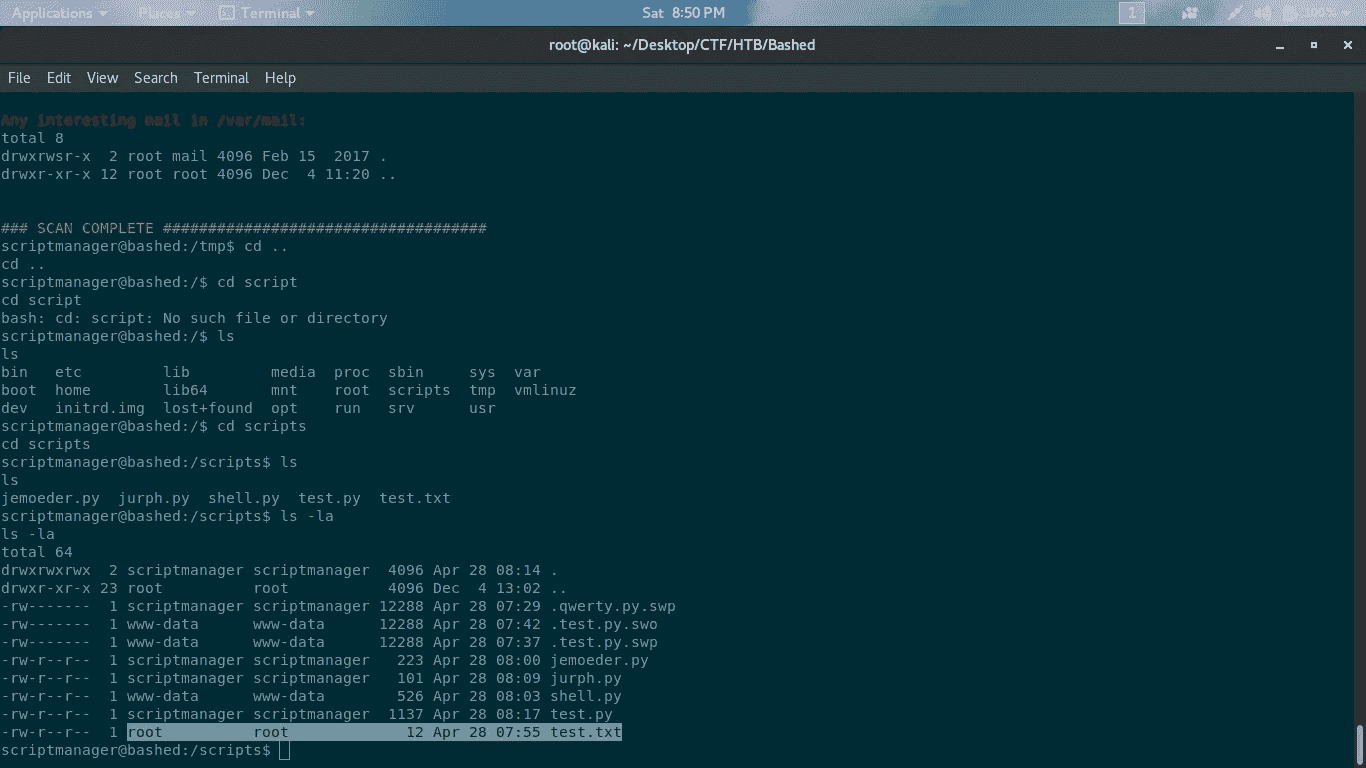 Applications Places Terminal Sat 8:50 PM 1 100%
root@kali: ~/Desktop/CTF/HTB/Bashed
File Edit View Search Terminal Help
Any interesting mail in /var/mail:
total 8
drwxrwsr-x  2 root mail 4096 Feb 15  2017 .
drwxr-xr-x 12 root root 4096 Dec  4 11:20 ..
### SCAN COMPLETE ####################################
scriptmanager@bashed:/tmp$ cd ..
cd ..
scriptmanager@bashed:/$ cd script
cd script
bash: cd: script: No such file or directory
scriptmanager@bashed:/$ ls
ls
bin   etc         lib         media  proc  sbin     sys  var
boot  home        lib64       mnt    root  scripts  tmp  vmlinuz
dev   initrd.img  lost+found  opt    run   srv      usr
scriptmanager@bashed:/$ cd scripts
cd scripts
scriptmanager@bashed:/scripts$ ls
ls
jemoeder.py  jurph.py  shell.py  test.py  test.txt
scriptmanager@bashed:/scripts$ ls -la
ls -la
total 64
drwxrwxrwx  2 scriptmanager scriptmanager  4096 Apr 28 08:14 .
drwxr-xr-x 23 root          root           4096 Dec  4 13:02 ..
-rw-------  1 scriptmanager scriptmanager 12288 Apr 28 07:29 .qwerty.py.swp
-rw-------  1 www-data      www-data      12288 Apr 28 07:42 .test.py.swo
-rw-------  1 www-data      www-data      12288 Apr 28 07:37 .test.py.swp
-rw-r--r--  1 scriptmanager scriptmanager   223 Apr 28 08:00 jemoeder.py
-rw-r--r--  1 scriptmanager scriptmanager   101 Apr 28 08:09 jurph.py
-rw-r--r--  1 www-data      www-data        526 Apr 28 08:03 shell.py
-rw-r--r--  1 scriptmanager scriptmanager  1137 Apr 28 08:17 test.py
-rw-r--r--  1 root          root             12 Apr 28 07:55 test.txt
scriptmanager@bashed:/scripts$